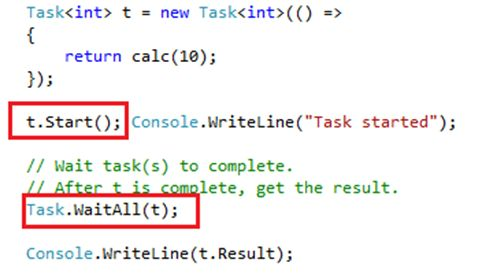 Task<int> t = new Task<int>(() =>
{
return calc(10);
});
t.Start(); Console.WriteLine("Task started");
// Wait task(s) to complete.
// After t is complete, get the result.
Task.WaitAll(t);
Console.WriteLine(t.Result);